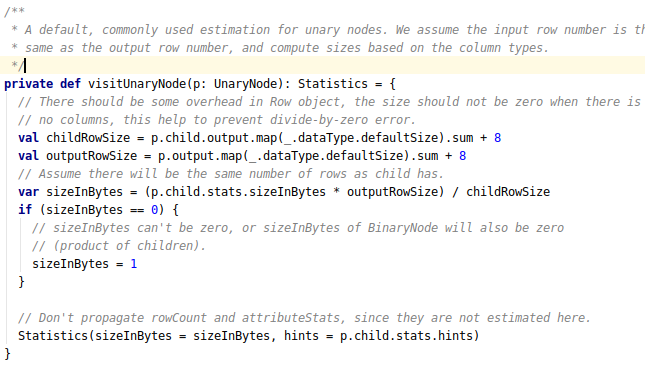 /**
 * A default, commonly used estimation for unary nodes. We assume the input row number is th
 * same as the output row number, and compute sizes based on the column types.
 */
private def visitUnaryNode(p: UnaryNode): Statistics = {
  // There should be some overhead in Row object, the size should not be zero when there is
  // no columns, this help to prevent divide-by-zero error.
  val childRowSize = p.child.output.map(_.dataType.defaultSize).sum + 8
  val outputRowSize = p.output.map(_.dataType.defaultSize).sum + 8
  // Assume there will be the same number of rows as child has.
  var sizeInBytes = (p.child.stats.sizeInBytes * outputRowSize) / childRowSize
  if (sizeInBytes == 0) {
    // sizeInBytes can't be zero, or sizeInBytes of BinaryNode will also be zero
    // (product of children).
    sizeInBytes = 1
  }
  // Don't propagate rowCount and attributeStats, since they are not estimated here.
  Statistics(sizeInBytes = sizeInBytes, hints = p.child.stats.hints)
}